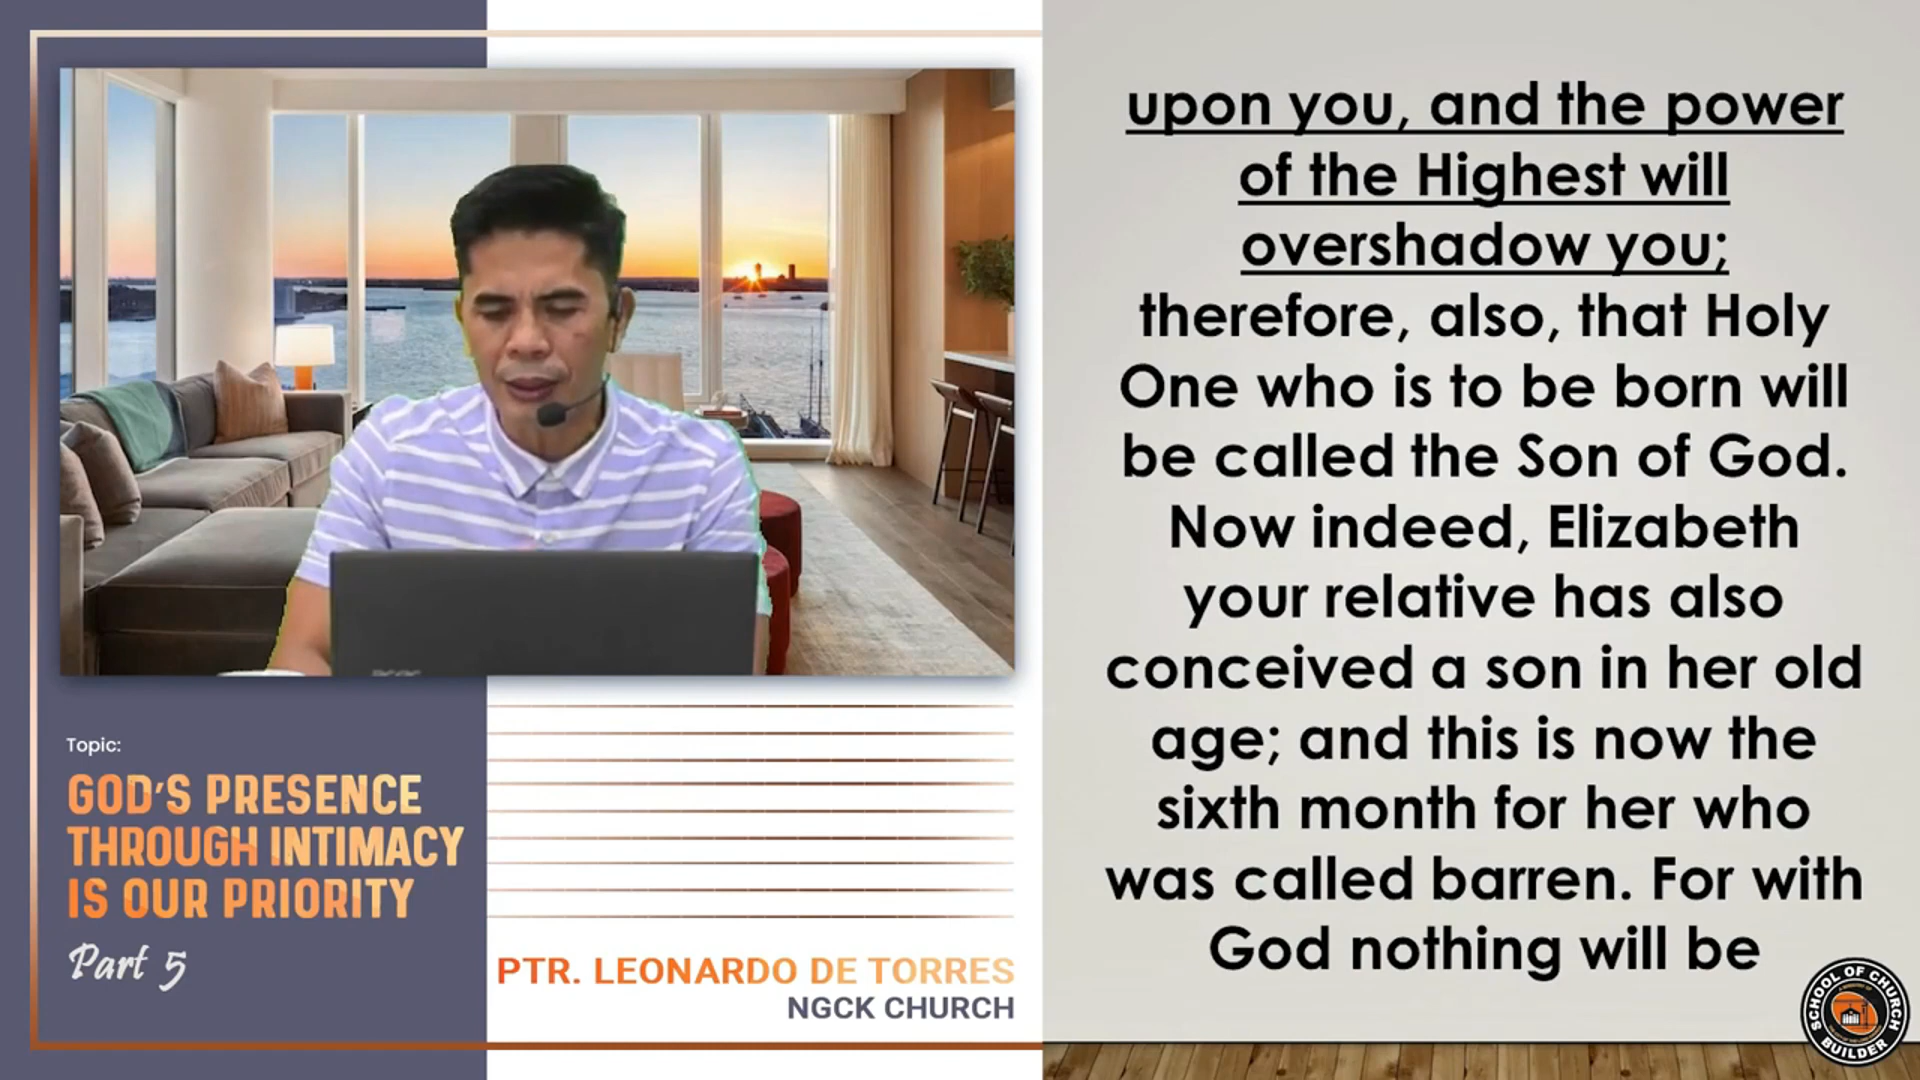 Topic:
GOD'S PRESENCE
THROUGH INTIMACY
IS OUR PRIORITY
Part 5
PTR. LEONARDO DE TORRES
NGCK CHURCH
upon you, and the power
of the Highest will
overshadow you;
therefore, also, that Holy
One who is to be born will
be called the Son of God.
Now indeed, Elizabeth
your relative has also
conceived a son in her old
age; and this is now the
sixth month for her who
was called barren. For with
God nothing will be
SCHOOL OF CHURCH
BUILDER